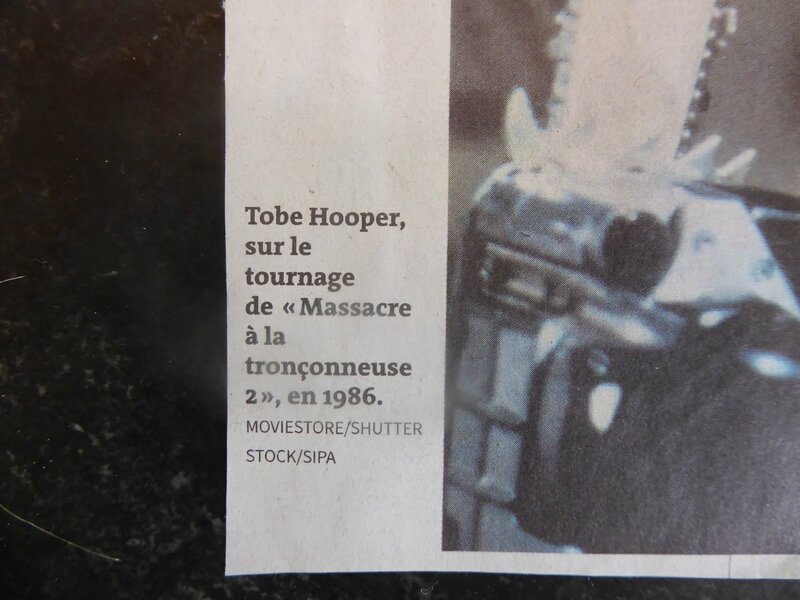 Tobe Hooper,
sur le
tournage
de « Massacre
à la
tronçonneuse
2 », en 1986.
MOVIESTORE/SHUTTER
STOCK/SIPA